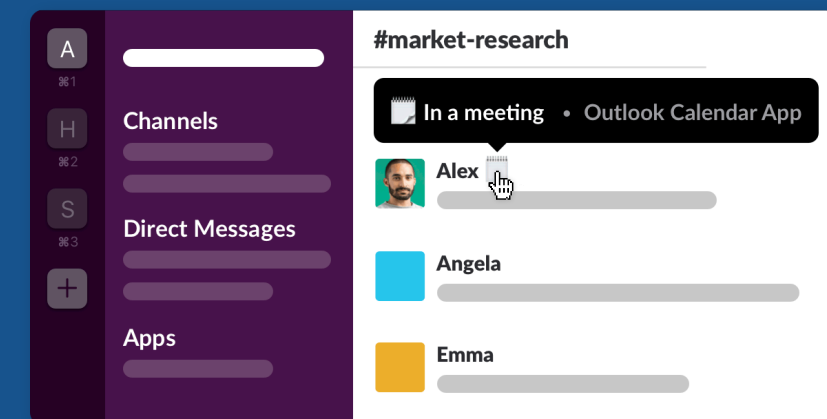 A
⌘1
H
⌘2
S
⌘3
+
Channels
Direct Messages
Apps
#market-research
In a meeting • Outlook Calendar App
Alex
Angela
Emma